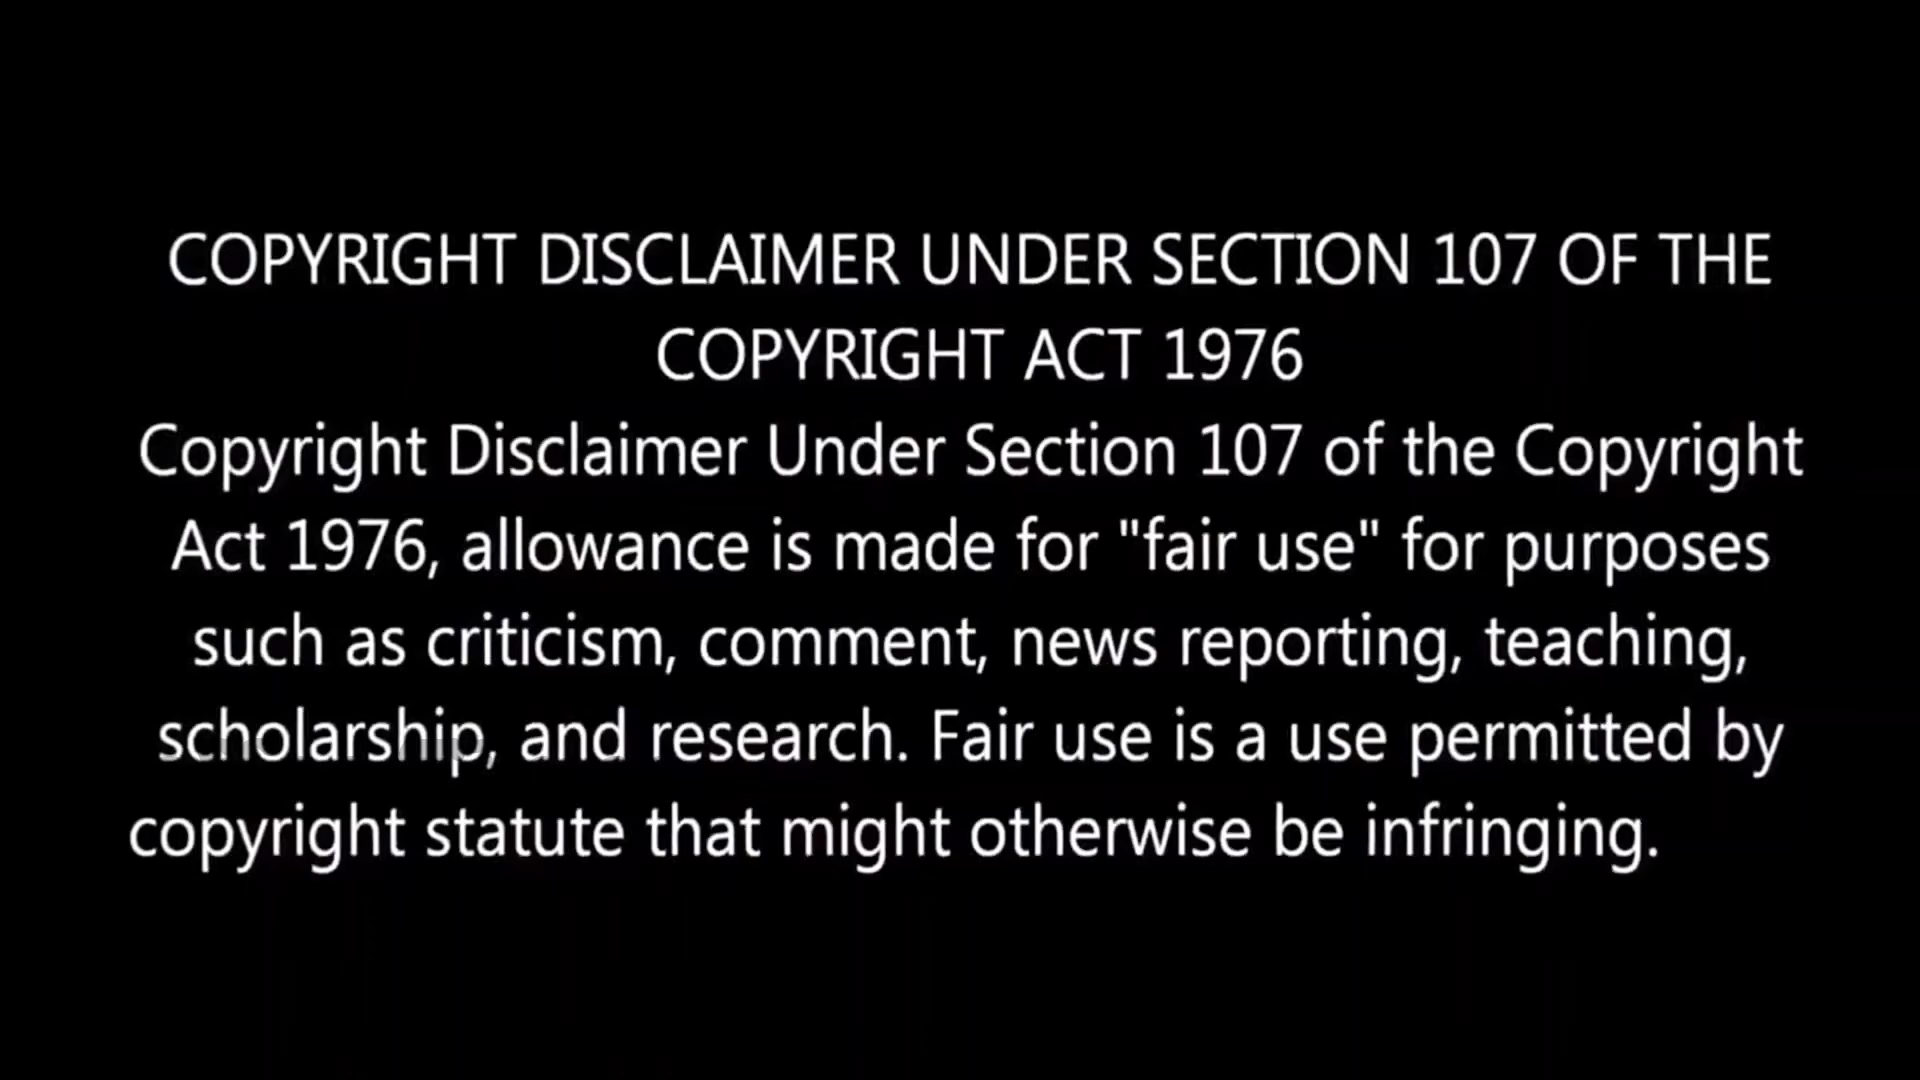 COPYRIGHT DISCLAIMER UNDER SECTION 107 OF THE
COPYRIGHT ACT 1976
Copyright Disclaimer Under Section 107 of the Copyright
Act 1976, allowance is made for "fair use" for purposes
such as criticism, comment, news reporting, teaching,
scholarship, and research. Fair use is a use permitted by
copyright statute that might otherwise be infringing.